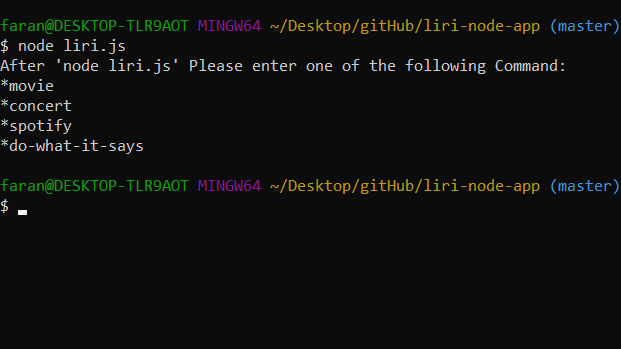 faran@DESKTOP-TLR9AOT MINGW64 ~/Desktop/gitHub/liri-node-app (master)
$ node liri.js
After 'node liri.js' Please enter one of the following Command:
*movie
*concert
*spotify
*do-what-it-says
faran@DESKTOP-TLR9AOT MINGW64 ~/Desktop/gitHub/liri-node-app (master)
$